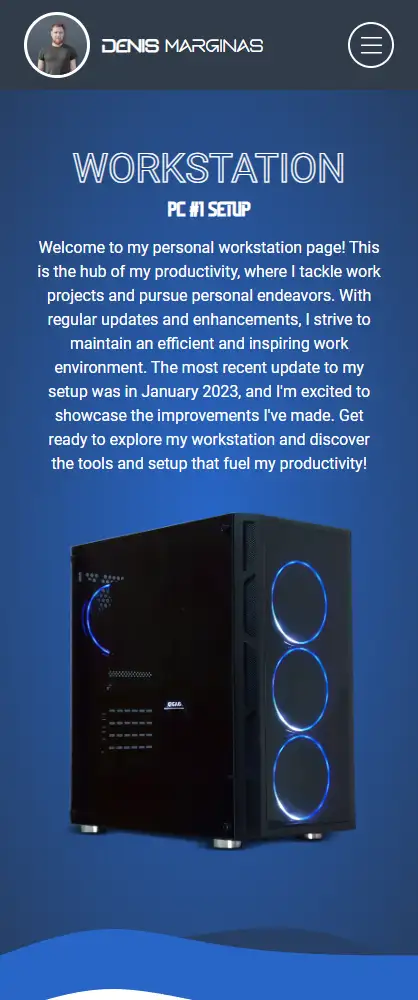 DENIS MARGINAS
WORKSTATION
PC #1 SETUP
Welcome to my personal workstation page! This
is the hub of my productivity, where I tackle work
projects and pursue personal endeavors. With
regular updates and enhancements, I strive to
maintain an efficient and inspiring work
environment. The most recent update to my
setup was in January 2023, and I'm excited to
showcase the improvements I've made. Get
ready to explore my workstation and discover
the tools and setup that fuel my productivity!